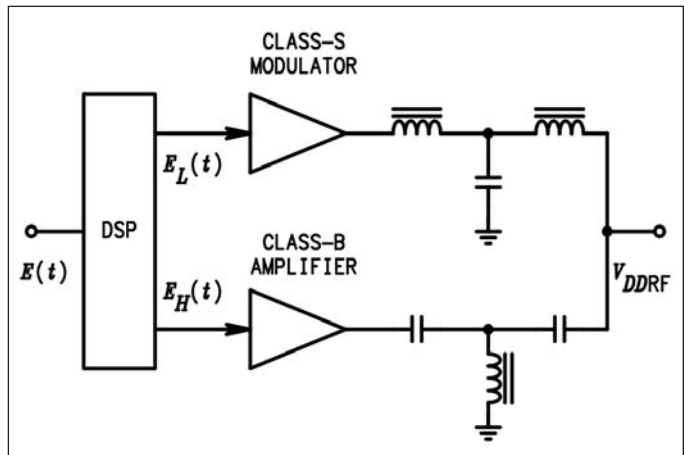 CLASS-S
MODULATOR
E_L(t)
DSP
E(t)
CLASS-B
AMPLIFIER
E_H(t)
V_DDRF